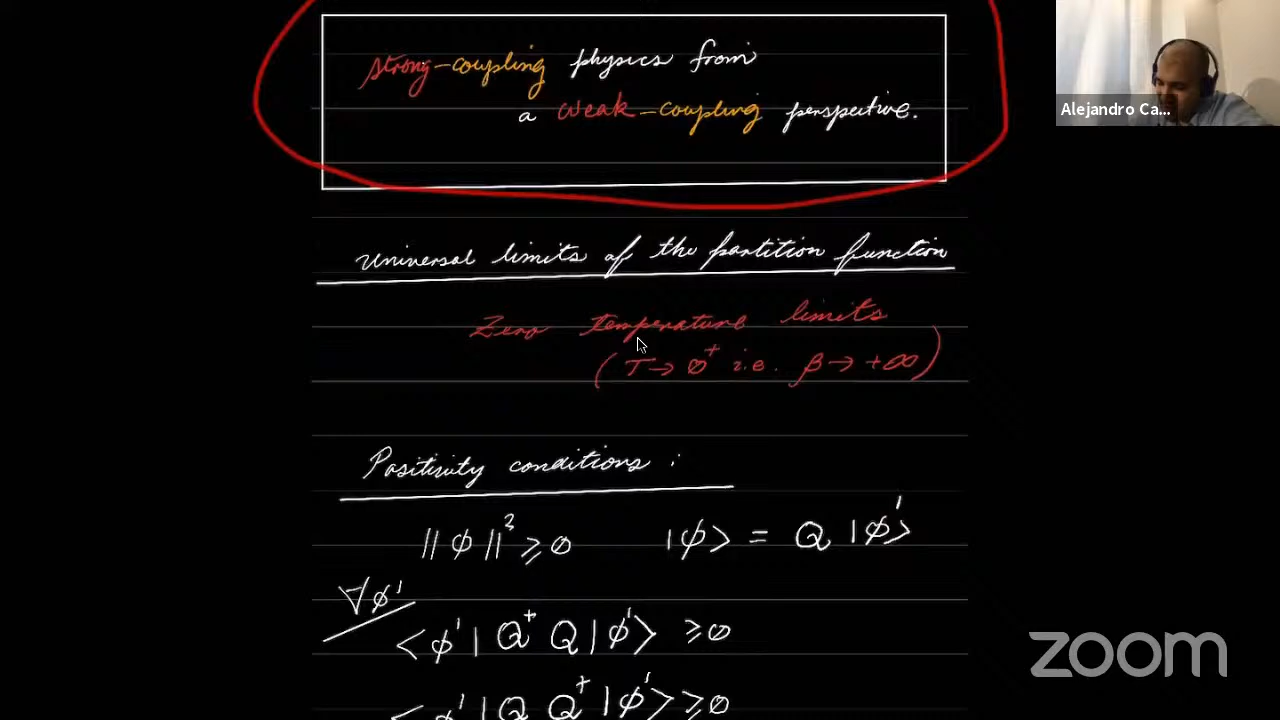 strong-coupling physics from
a weak-coupling perspective.
Alejandro Ca...
Universal limits of the partition function
Zero temperature limits
( T → 0⁺ i.e. β → +∞ )
Positivity conditions :
|| ϕ ||² ≥ 0    | ϕ > = Q | ϕ' >
∀ ϕ'
< ϕ' | Q⁺ Q | ϕ' > ≥ 0
< ϕ' | Q Q⁺ | ϕ' > ≥ 0
zoom